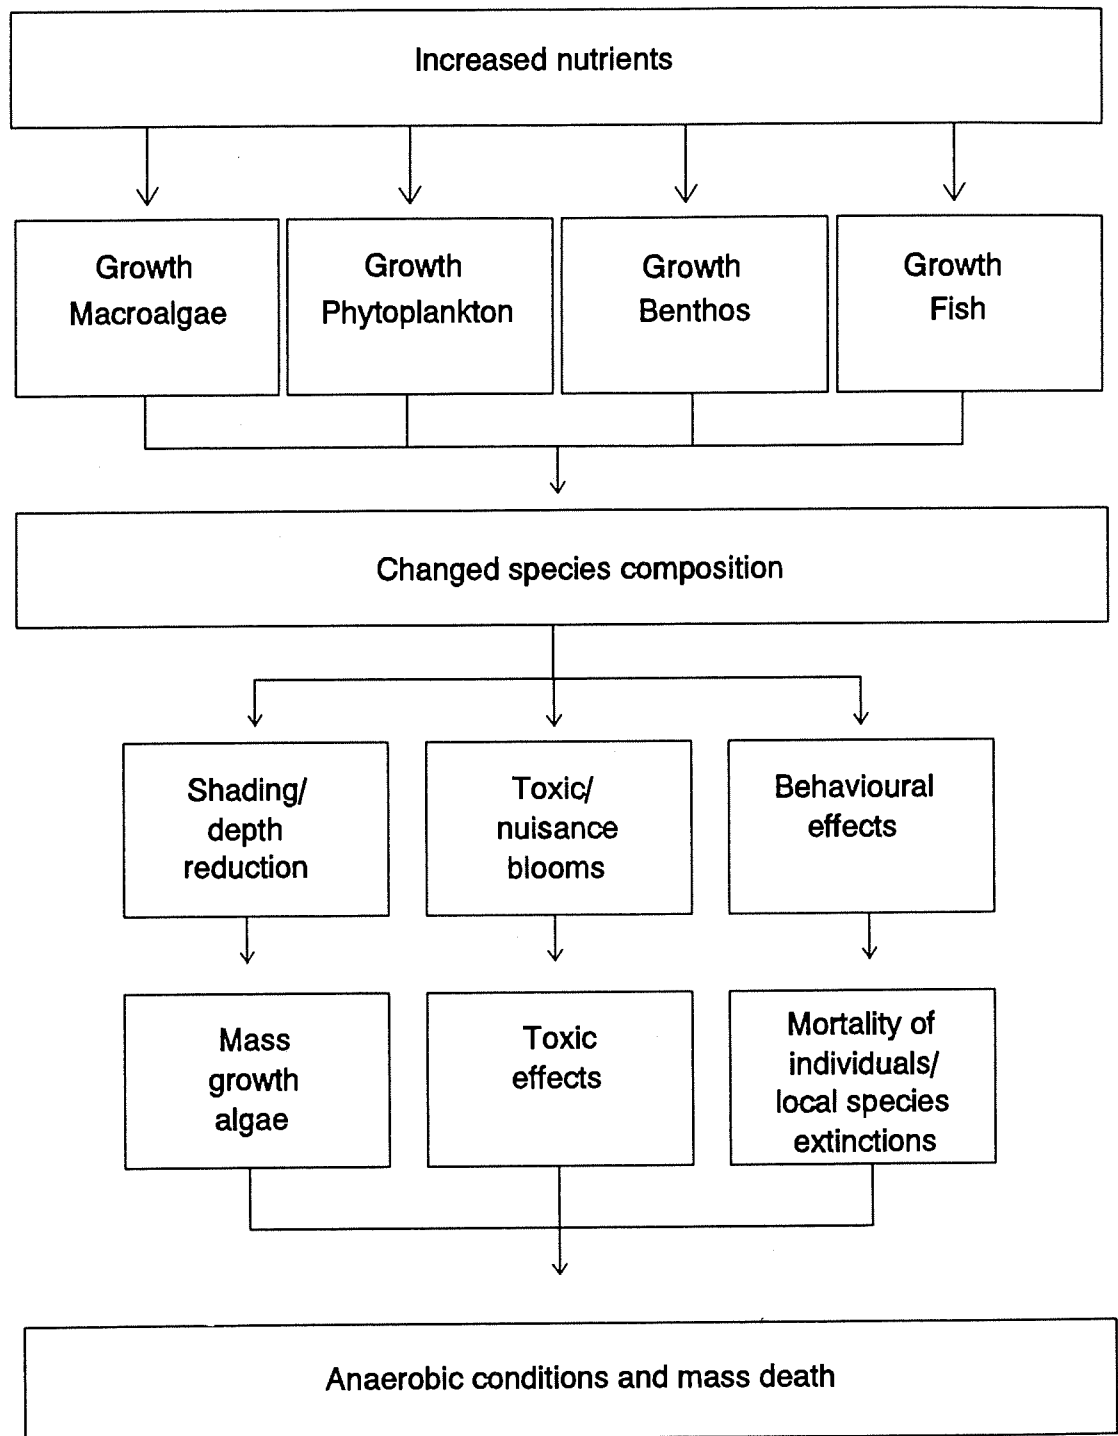 Increased nutrients
Growth
Macroalgae
Growth
Phytoplankton
Growth
Benthos
Growth
Fish
Changed species composition
Shading/
depth
reduction
Toxic/
nuisance
blooms
Behavioural
effects
Mass
growth
algae
Toxic
effects
Mortality of
individuals/
local species
extinctions
Anaerobic conditions and mass death